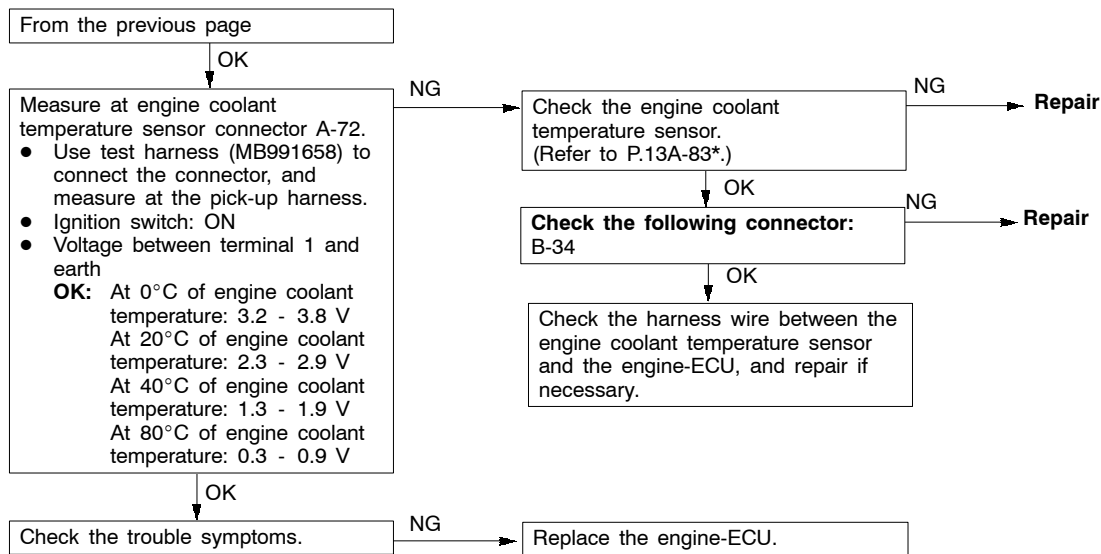 From the previous page
OK
Measure at engine coolant
temperature sensor connector A-72.
● Use test harness (MB991658) to
connect the connector, and
measure at the pick-up harness.
● Ignition switch: ON
● Voltage between terminal 1 and
earth
OK: At 0°C of engine coolant
temperature: 3.2 - 3.8 V
At 20°C of engine coolant
temperature: 2.3 - 2.9 V
At 40°C of engine coolant
temperature: 1.3 - 1.9 V
At 80°C of engine coolant
temperature: 0.3 - 0.9 V
NG
Check the engine coolant
temperature sensor.
(Refer to P.13A-83*.)
NG
Repair
OK
Check the following connector:
B-34
NG
Repair
OK
Check the harness wire between the
engine coolant temperature sensor
and the engine-ECU, and repair if
necessary.
OK
Check the trouble symptoms.
NG
Replace the engine-ECU.